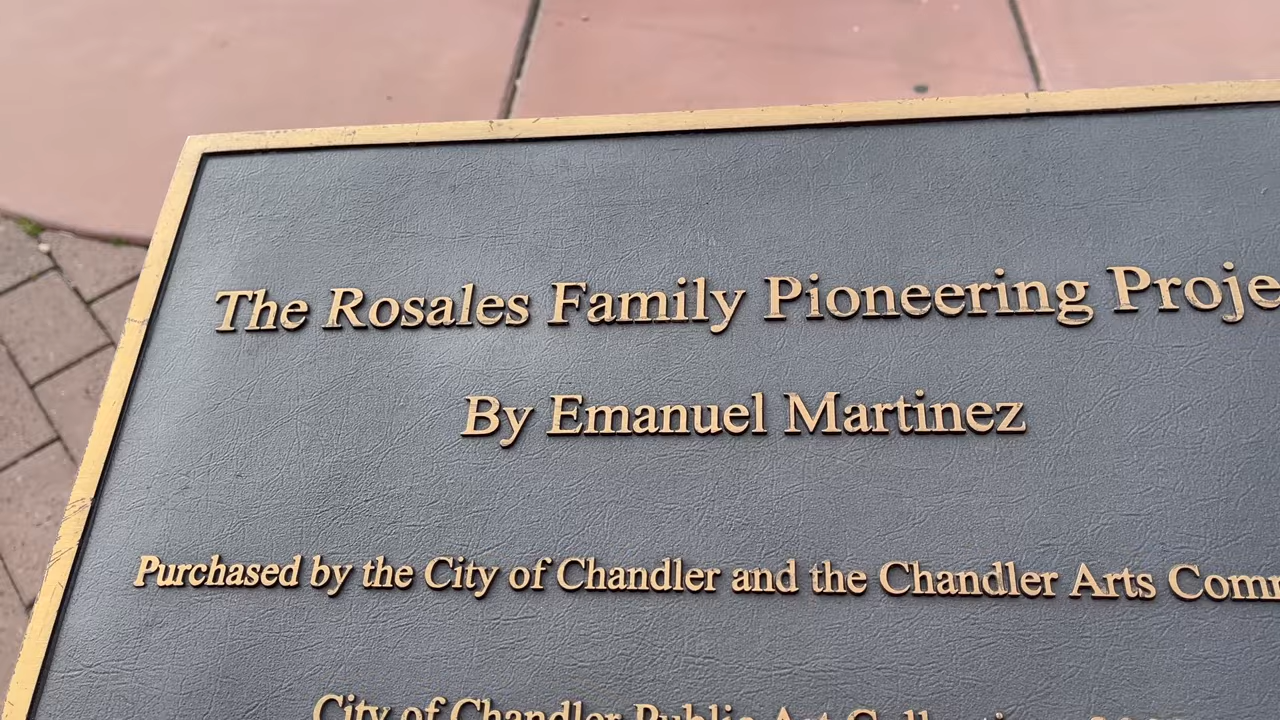 The Rosales Family Pioneering Proje
By Emanuel Martinez
Purchased by the City of Chandler and the Chandler Arts Comm
City of Chandler Public Art Collection